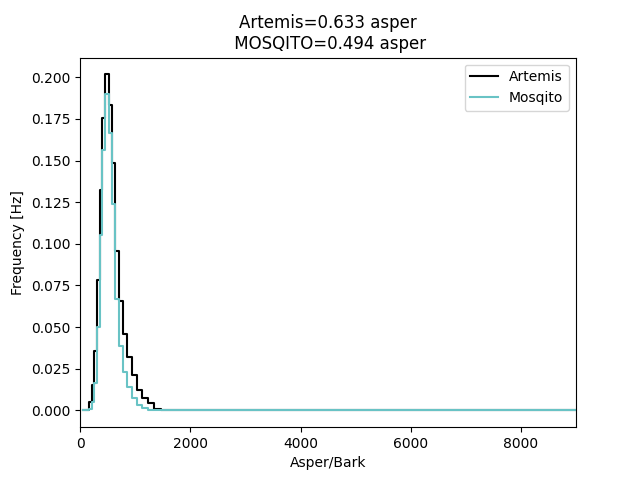 Artemis=0.633 asper
MOSQITO=0.494 asper
Artemis
Mosqito
Frequency [Hz]
0.200
0.175
0.150
0.125
0.100
0.075
0.050
0.025
0.000
0 2000 4000 6000 8000
Asper/Bark